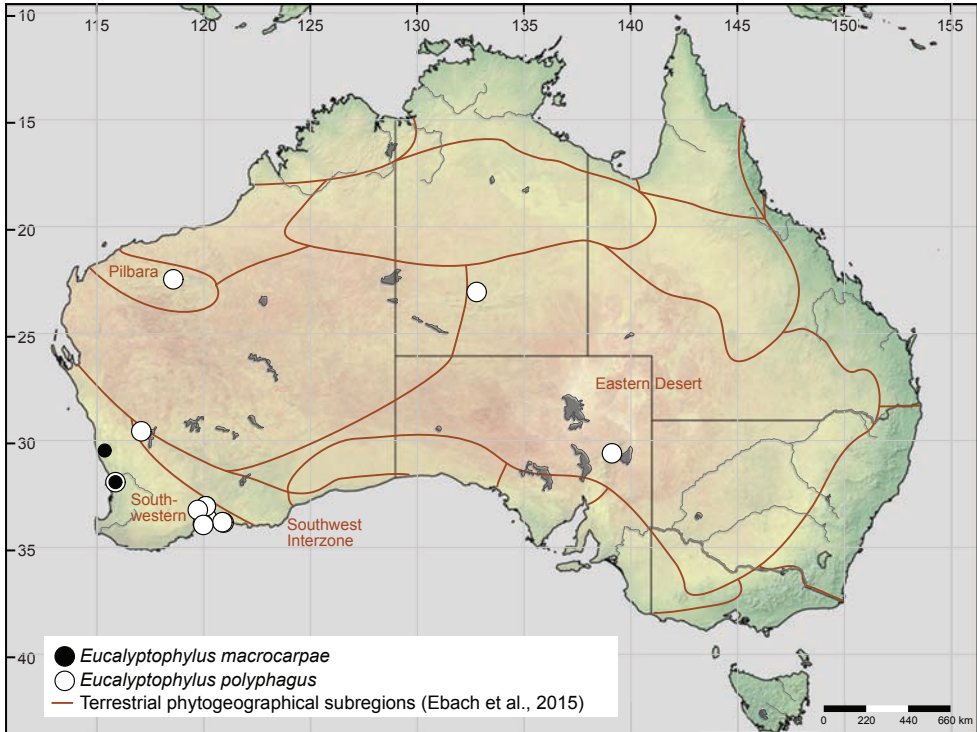 -10
115 120 125 130 135 140 145 150 155
-15
-20
Pilbara
-25
Eastern Desert
-30
South-
western
Southwest
Interzone
-35
-40
Eucalyptophylus macrocarpae
Eucalyptophylus polyphagus
Terrestrial phytogeographical subregions (Ebach et al., 2015)
0 220 440 660 km